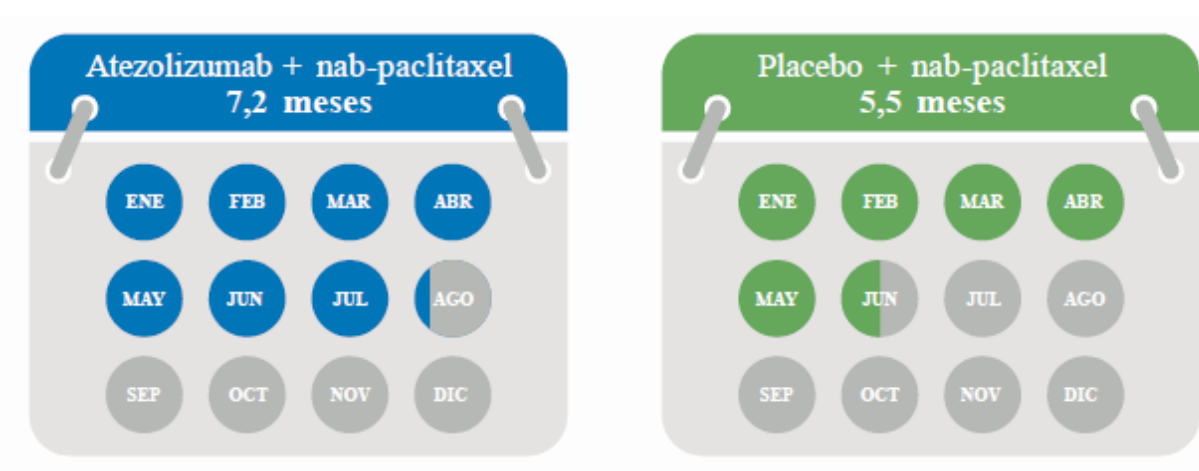 Atezolizumab + nab-paclitaxel
7,2 meses
ENE FEB MAR ABR
MAY JUN JUL AGO
SEP OCT NOV DIC
Placebo + nab-paclitaxel
5,5 meses
ENE FEB MAR ABR
MAY JUN JUL AGO
SEP OCT NOV DIC